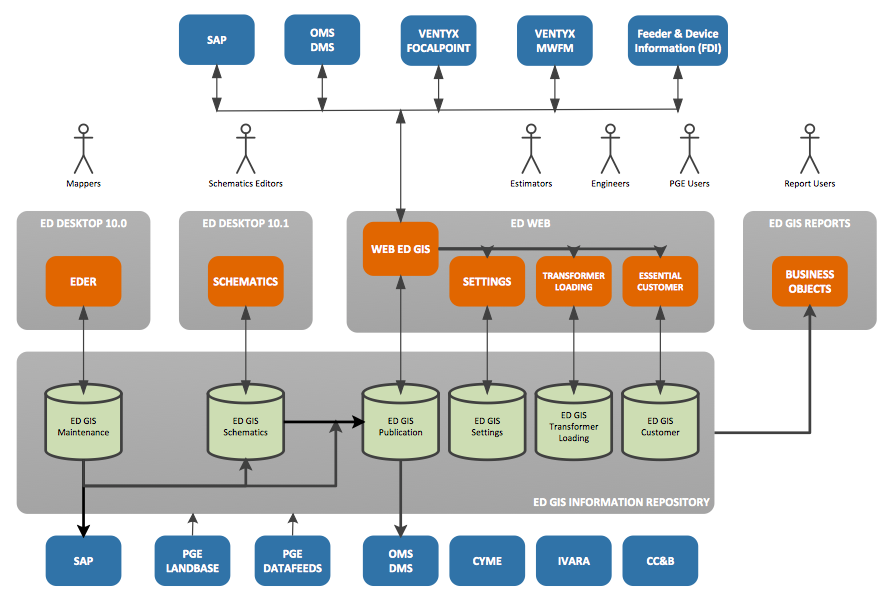 SAP
OMS
DMS
VENTYX
FOCALPOINT
VENTYX
MWFM
Feeder & Device
Information (FDI)
Mappers
Schematics Editors
Estimators
Engineers
PGE Users
Report Users
ED DESKTOP 10.0
ED DESKTOP 10.1
ED WEB
ED GIS REPORTS
WEB ED GIS
EDER
SCHEMATICS
SETTINGS
TRANSFORMER
LOADING
ESSENTIAL
CUSTOMER
BUSINESS
OBJECTS
ED GIS
Maintenance
ED GIS
Schematics
ED GIS
Publication
ED GIS
Settings
ED GIS
Transformer
Loading
ED GIS
Customer
ED GIS INFORMATION REPOSITORY
SAP
PGE
LANDBASE
PGE
DATAFEEDS
OMS
DMS
CYME
IVARA
CC&B